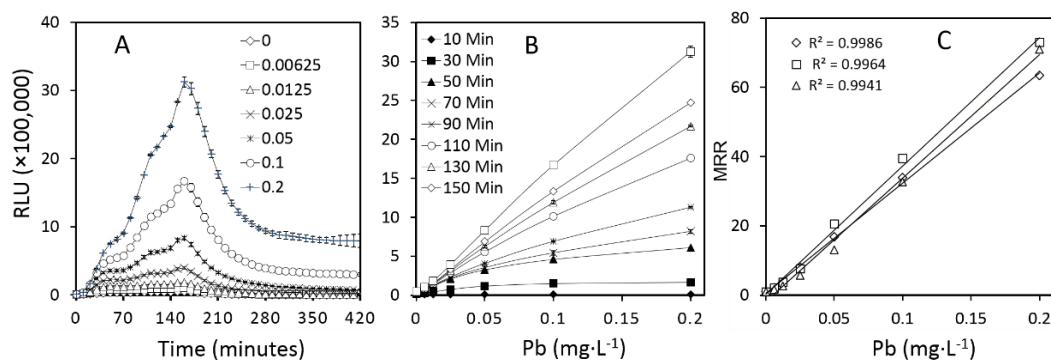 A
RLU (×100,000)
40
30
20
10
0
0
70
140
210
280
350
420
Time (minutes)
0
0.00625
0.0125
0.025
0.05
0.1
0.2
B
35
30
25
20
15
10
5
0
0
0.05
0.1
0.15
0.2
Pb (mg·L-1)
10 Min
30 Min
50 Min
70 Min
90 Min
110 Min
130 Min
150 Min
C
MRR
80
60
40
20
0
0
0.05
0.1
0.15
0.2
Pb (mg·L-1)
R² = 0.9986
R² = 0.9964
R² = 0.9941